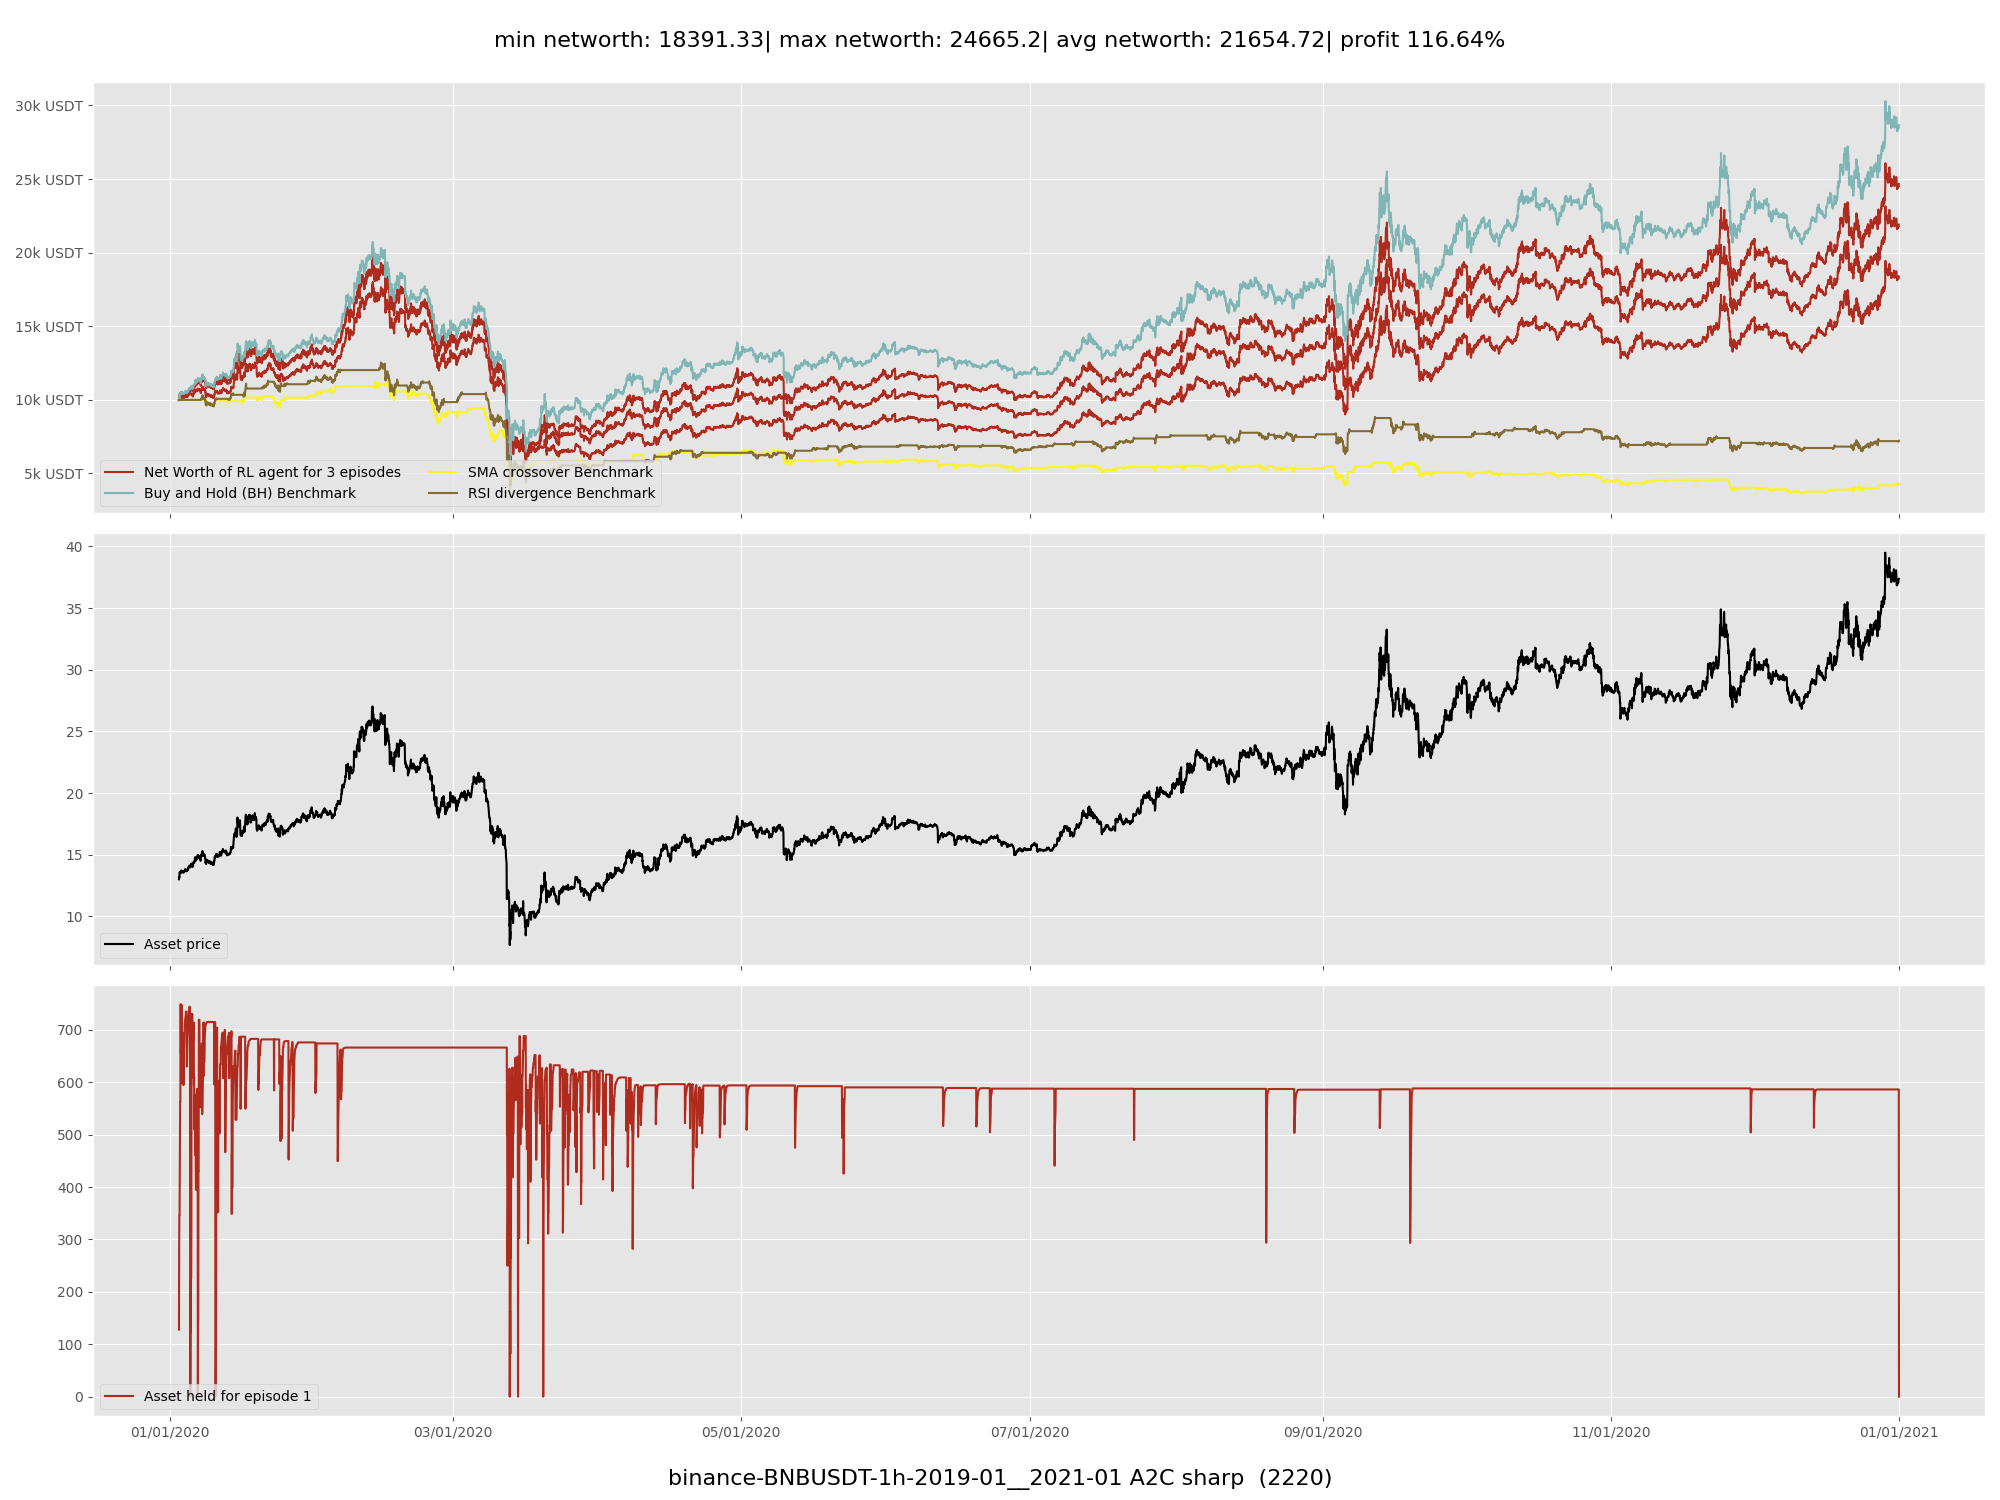 min networth: 18391.33| max networth: 24665.2| avg networth: 21654.72| profit 116.64%
30k USDT
25k USDT
20k USDT
15k USDT
10k USDT
5k USDT
Net Worth of RL agent for 3 episodes
Buy and Hold (BH) Benchmark
SMA crossover Benchmark
RSI divergence Benchmark
40
35
30
25
20
15
10
Asset price
700
600
500
400
300
200
100
0
Asset held for episode 1
01/01/2020 03/01/2020 05/01/2020 07/01/2020 09/01/2020 11/01/2020 01/01/2021
binance-BNBUSDT-1h-2019-01__2021-01 A2C sharp (2220)